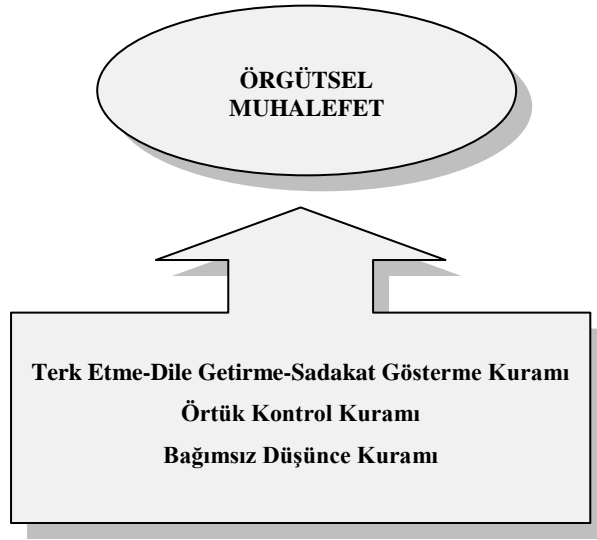 ÖRGÜTSEL
MUHALEFET
Terk Etme-Dile Getirme-Sadakat Gösterme Kuramı
Örtük Kontrol Kuramı
Bağımsız Düşünce Kuramı